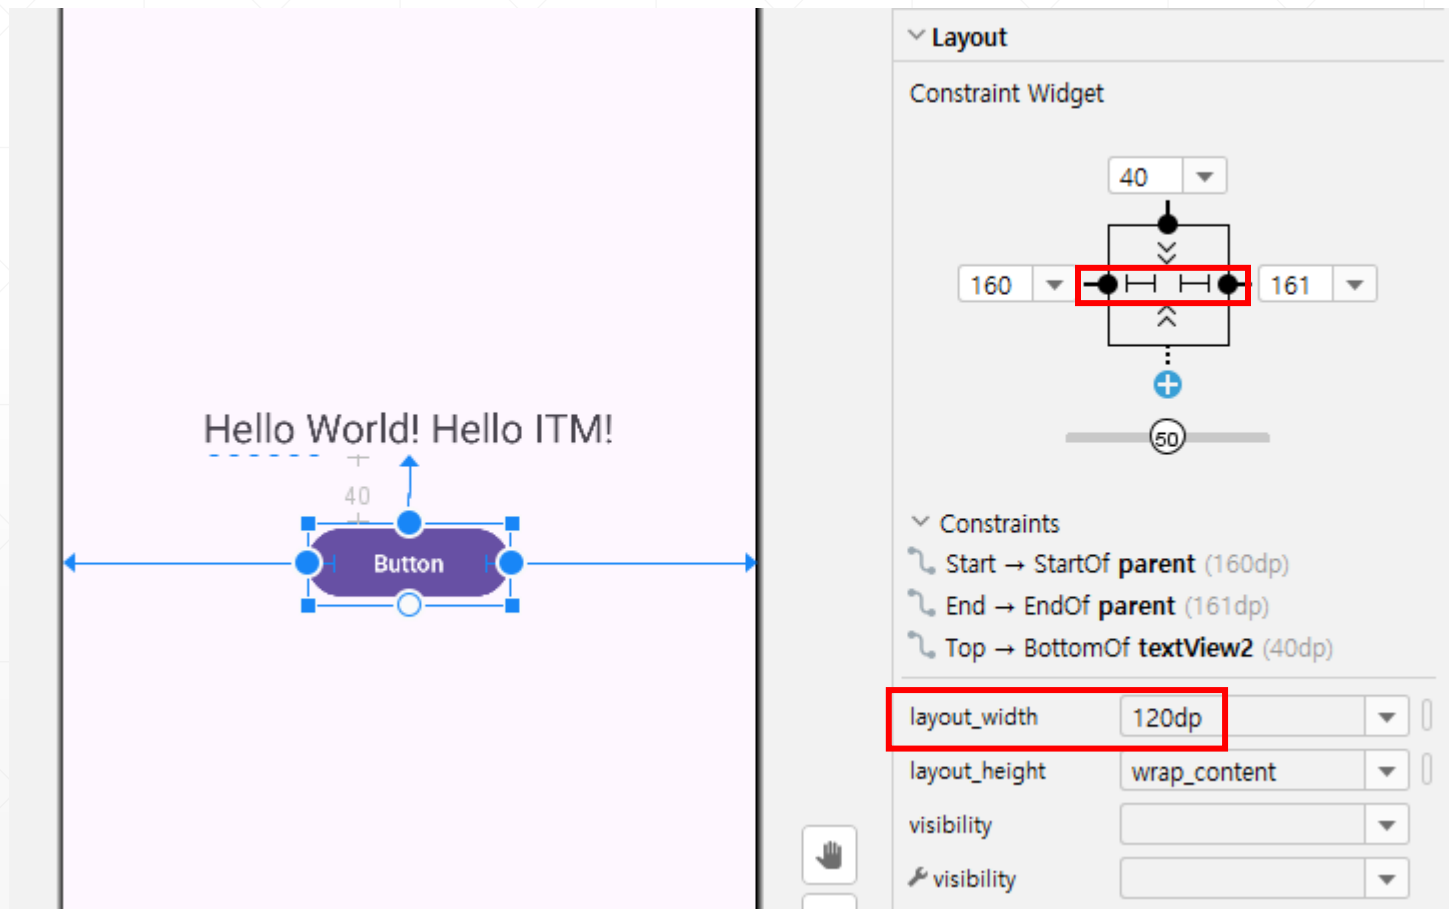 Hello World! Hello ITM!
40
Button
Layout
Constraint Widget
40
160
161
50
Constraints
Start → StartOf parent (160dp)
End → EndOf parent (161dp)
Top → BottomOf textView2 (40dp)
layout_width 120dp
layout_height wrap_content
visibility
visibility